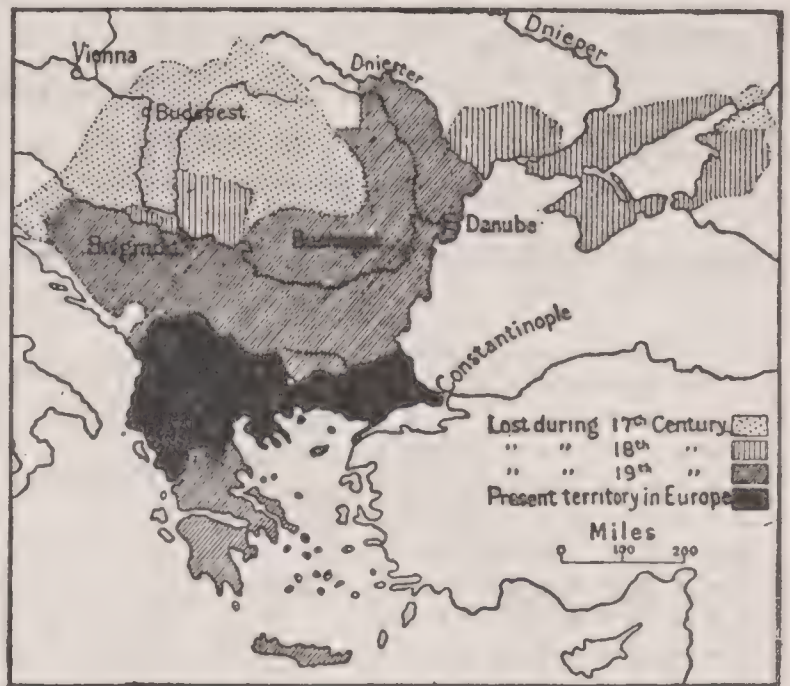 Vienna
Dniester
Dnieper
Budapest
Belgrade
Danube
Constantinople
Lost during 17th Century
" " 18th "
" " 19th "
Present territory in Europe
Miles
0 100 200